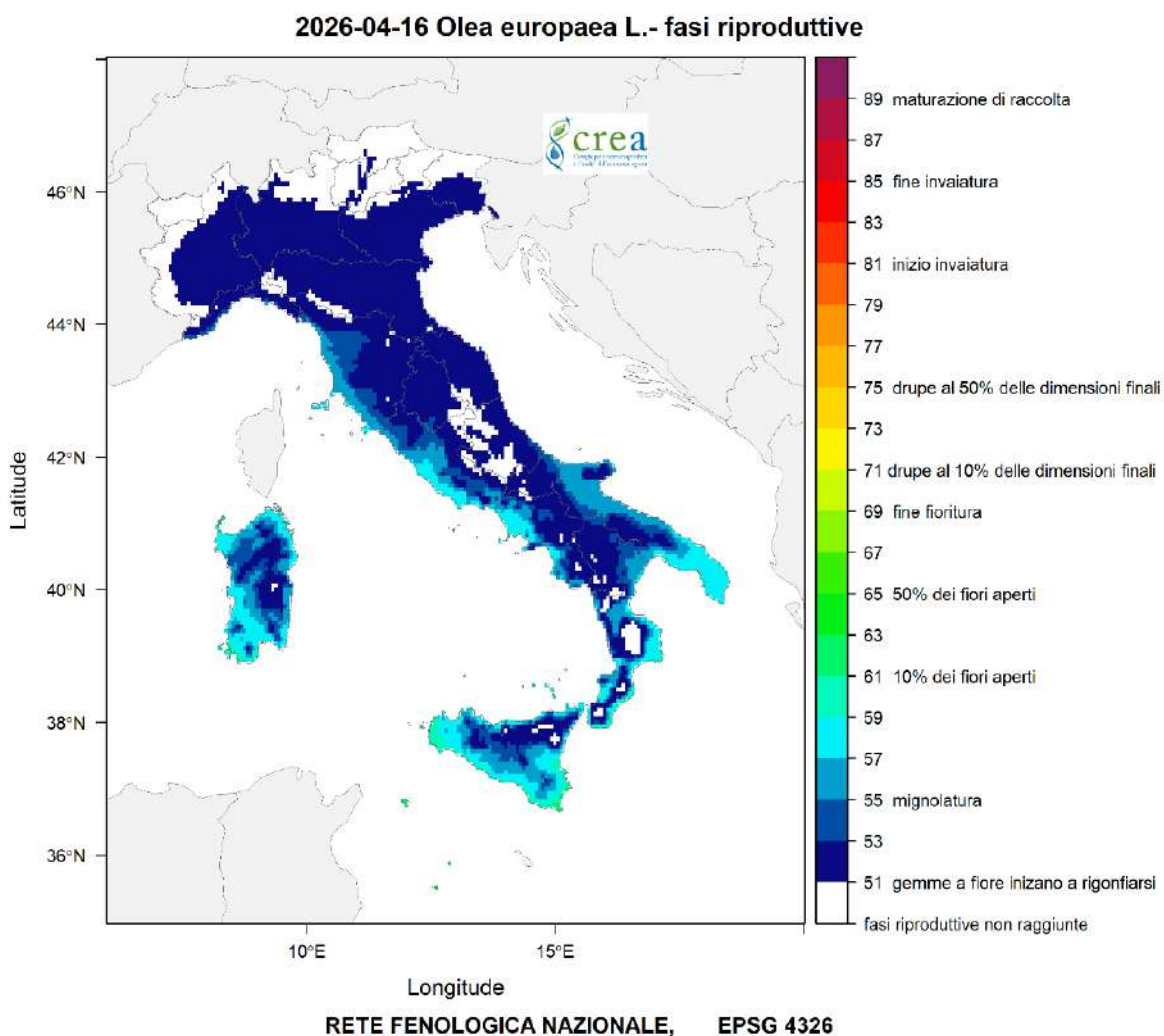 2026-04-16 Olea europaea L.- fasi riproduttive
crea
46°N
44°N
42°N
40°N
38°N
36°N
Latitude
10°E
15°E
Longitude
89 maturazione di raccolta
87
85 fine invaiatura
83
81 inizio invaiatura
79
77
75 drupe al 50% delle dimensioni finali
73
71 drupe al 10% delle dimensioni finali
69 fine fioritura
67
65 50% dei fiori aperti
63
61 10% dei fiori aperti
59
57
55 mignolatura
53
51 gemme a fiore inizano a rigonfiarsi
fasi riproduttive non raggiunte
RETE FENOLOGICA NAZIONALE, EPSG 4326